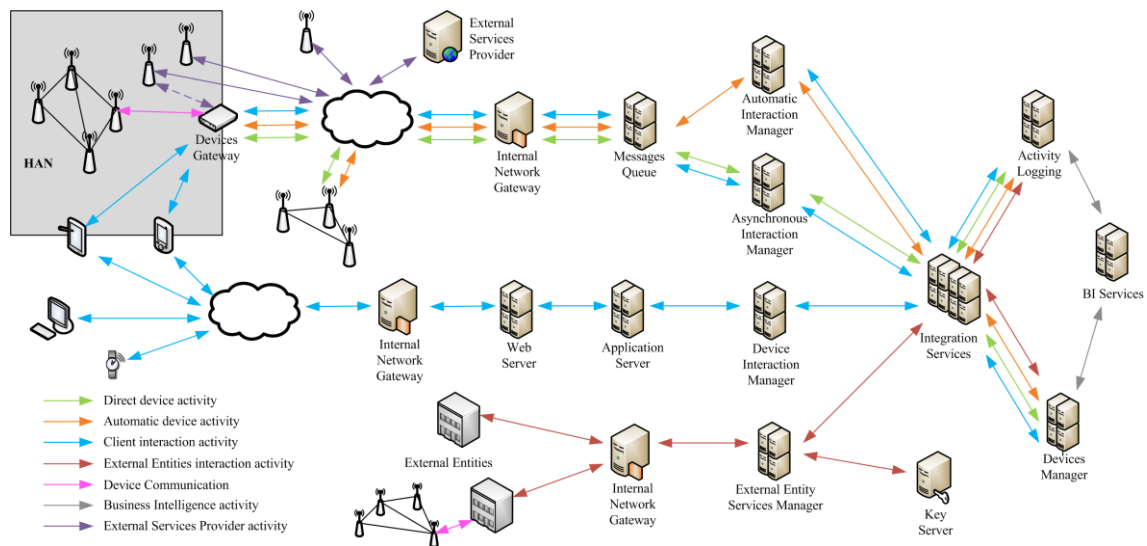 External
Services
Provider
HAN
Devices
Gateway
Internal
Network
Gateway
Messages
Queue
Automatic
Interaction
Manager
Asynchronous
Interaction
Manager
Activity
Logging
BI Services
Integration
Services
Internal
Network
Gateway
Web
Server
Application
Server
Device
Interaction
Manager
Devices
Manager
Direct device activity
Automatic device activity
Client interaction activity
External Entities interaction activity
Device Communication
Business Intelligence activity
External Services Provider activity
External Entities
Internal
Network
Gateway
External Entity
Services Manager
Key
Server